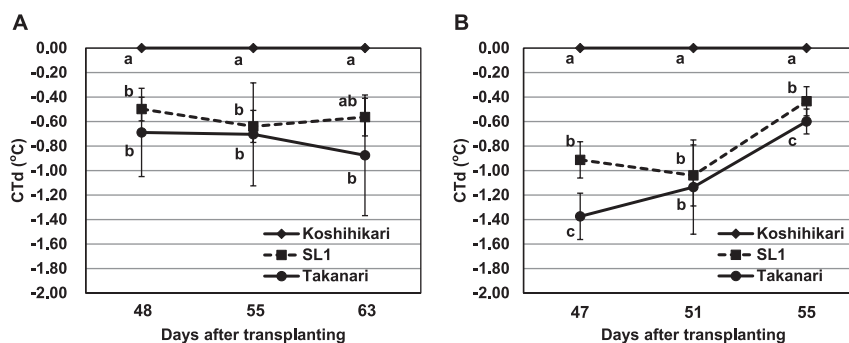 A
CTd (°C)
0.00
-0.20
-0.40
-0.60
-0.80
-1.00
-1.20
-1.40
-1.60
-1.80
-2.00
a a a
b b ab
b b b
Koshihikari
SL1
Takanari
48 55 63
Days after transplanting
B
CTd (°C)
0.00
-0.20
-0.40
-0.60
-0.80
-1.00
-1.20
-1.40
-1.60
-1.80
-2.00
a a a
b b b
c b c
Koshihikari
SL1
Takanari
47 51 55
Days after transplanting